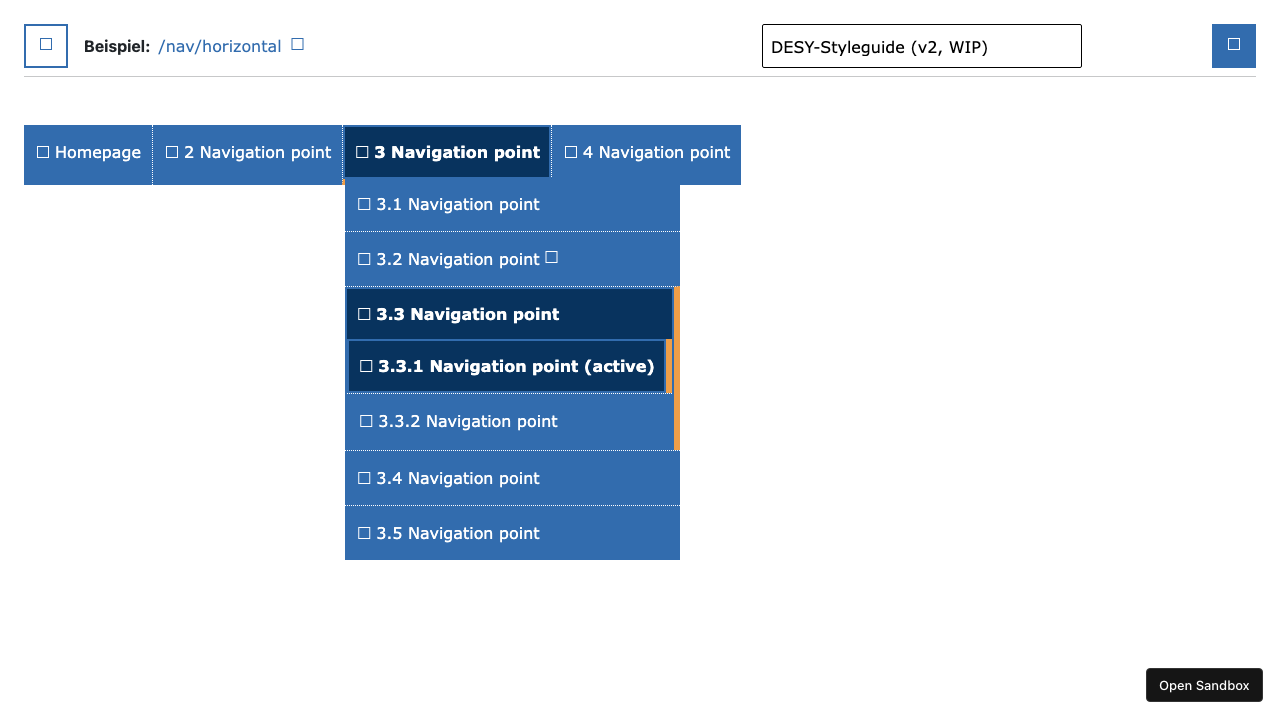 Beispiel: /nav/horizontal
DESY-Styleguide (v2, WIP)
Homepage
2 Navigation point
3 Navigation point
4 Navigation point
3.1 Navigation point
3.2 Navigation point
3.3 Navigation point
3.3.1 Navigation point (active)
3.3.2 Navigation point
3.4 Navigation point
3.5 Navigation point
Open Sandbox